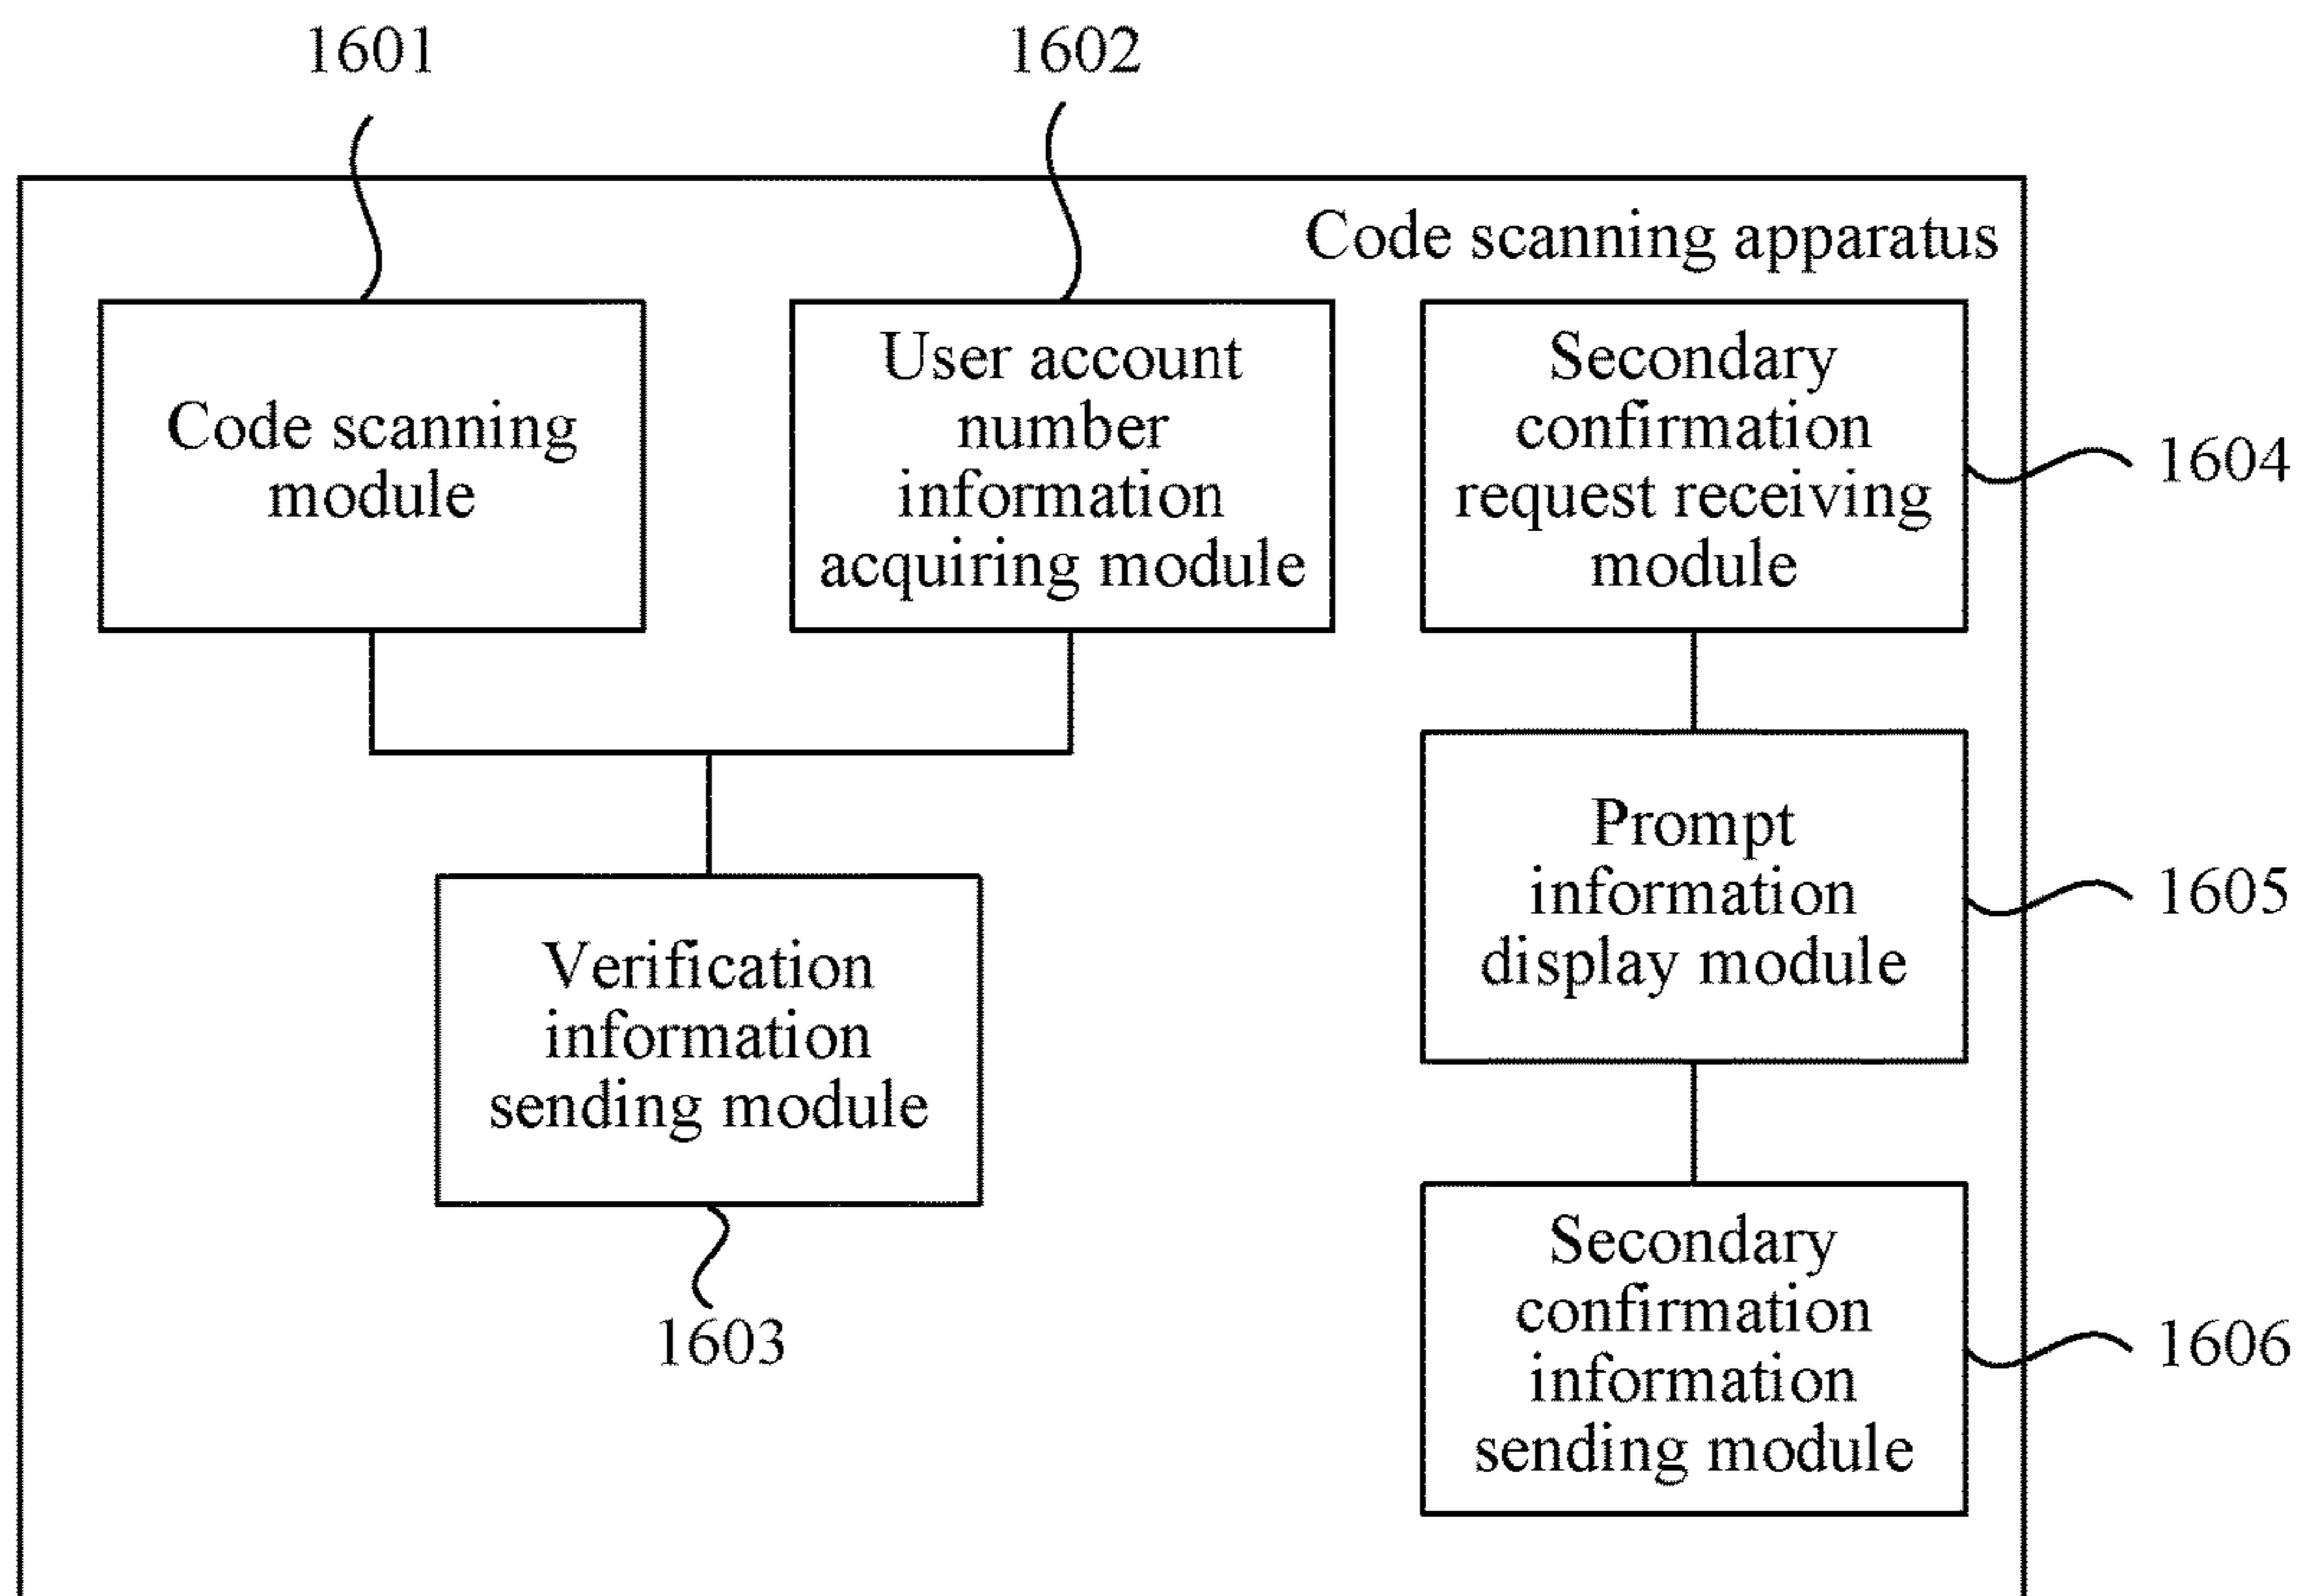 1601
1602
Code scanning apparatus
Code scanning
module
User account
number
information
acquiring module
Secondary
confirmation
request receiving
module
1604
Prompt
information
display module
1605
Verification
information
sending module
1603
Secondary
confirmation
information
sending module
1606